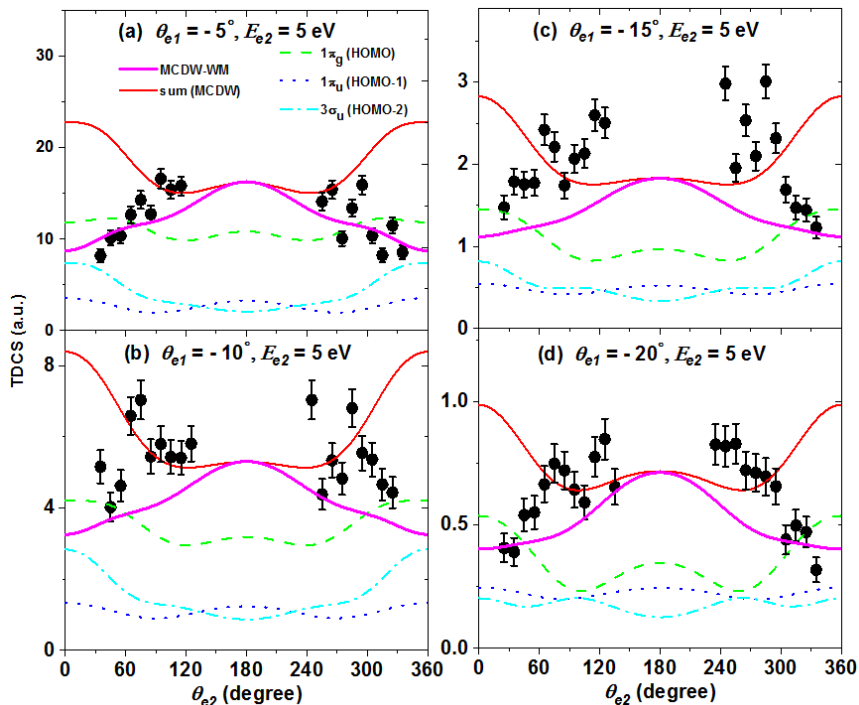 (a) θe1 = - 5°, Ee2 = 5 eV
MCDW-WM
sum (MCDW)
1πg (HOMO)
1πu (HOMO-1)
3σu (HOMO-2)
35
30
20
10
0
(b) θe1 = - 10°, Ee2 = 5 eV
8
4
0
0 60 120 180 240 300 360
θe2 (degree)
TDCS (a.u.)
(c) θe1 = - 15°, Ee2 = 5 eV
3
2
1
0
(d) θe1 = - 20°, Ee2 = 5 eV
1.0
0.5
0.0
0 60 120 180 240 300 360
θe2 (degree)